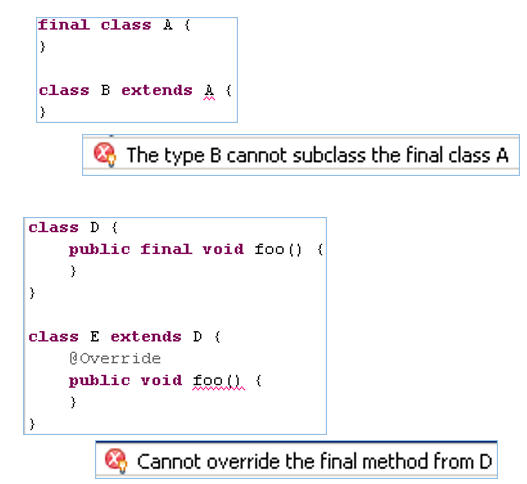 final class A {
}
class B extends A {
}
The type B cannot subclass the final class A
class D {
public final void foo() {
}
}
class E extends D {
@Override
public void foo() {
}
}
Cannot override the final method from D